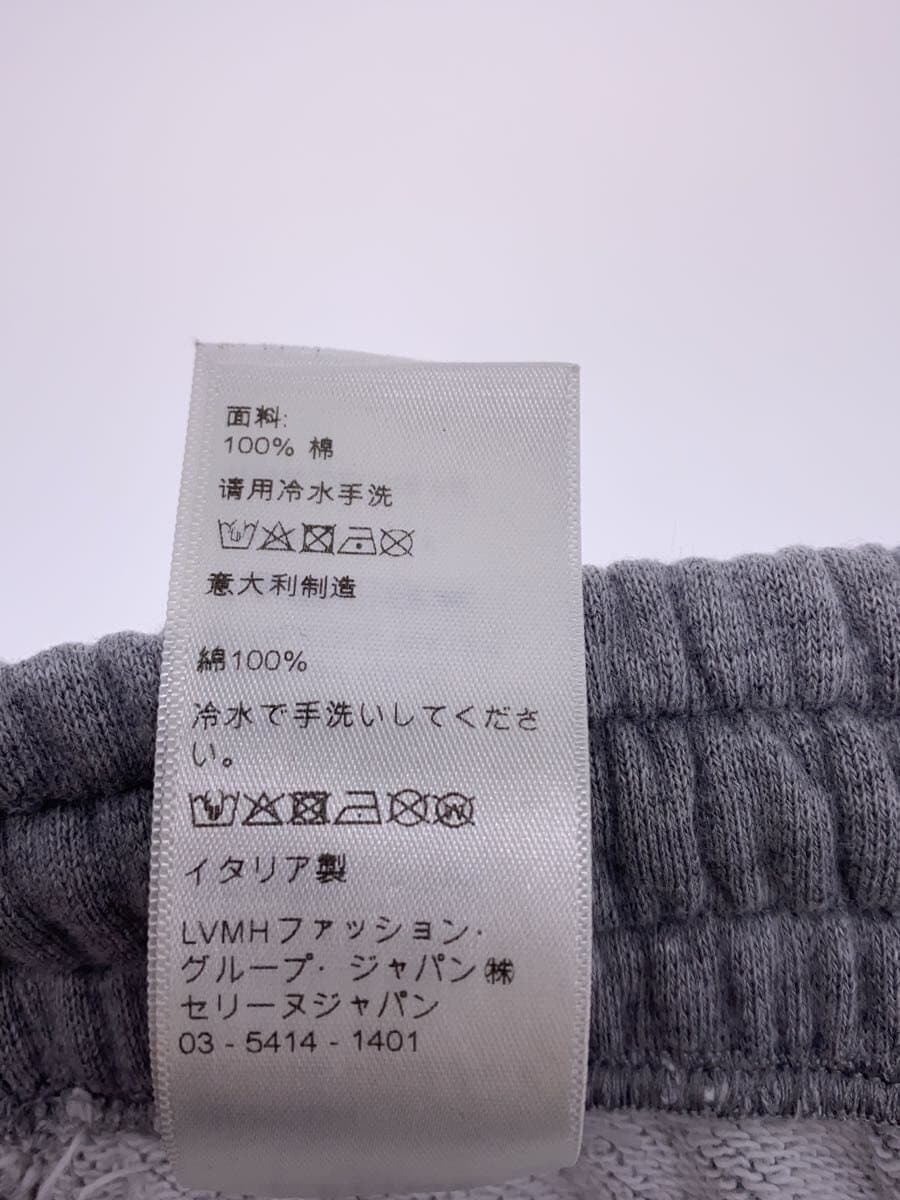 面料:
100% 棉
请用冷水手洗
意大利制造
綿100%
冷水で手洗いしてくださ
い。
イタリア製
LVMHファッション・
グループ・ジャパン㈱
セリーヌジャパン
03 - 5414 - 1401